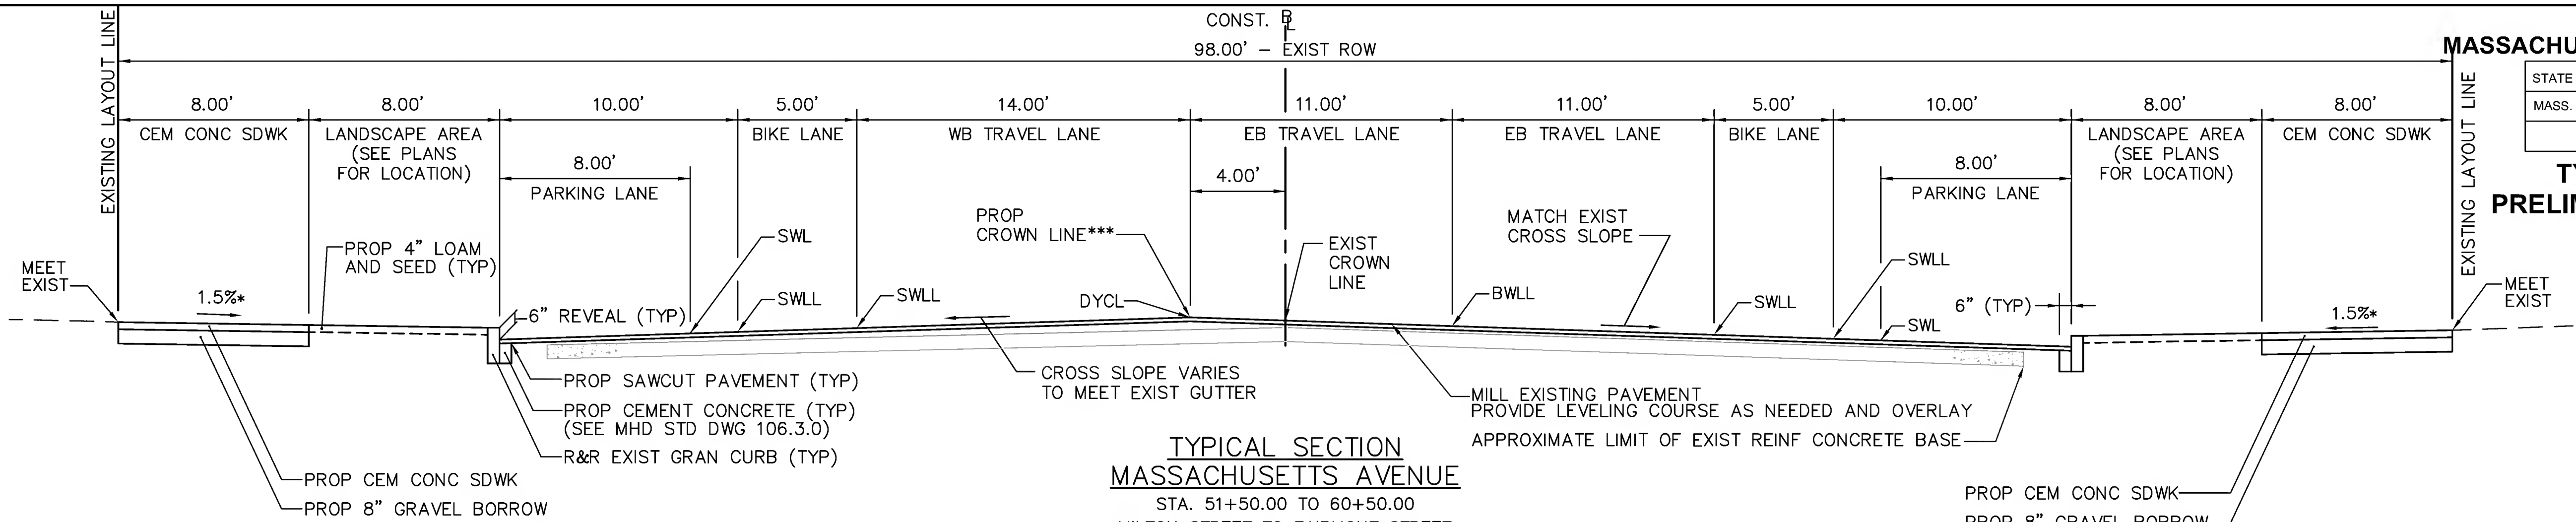 CONST. BL
98.00' – EXIST ROW
EXISTING LAYOUT LINE
8.00'
CEM CONC SDWK
8.00'
LANDSCAPE AREA
(SEE PLANS
FOR LOCATION)
10.00'
8.00'
PARKING LANE
5.00'
BIKE LANE
14.00'
WB TRAVEL LANE
11.00'
EB TRAVEL LANE
4.00'
11.00'
EB TRAVEL LANE
5.00'
BIKE LANE
10.00'
8.00'
PARKING LANE
8.00'
LANDSCAPE AREA
(SEE PLANS
FOR LOCATION)
8.00'
CEM CONC SDWK
EXISTING LAYOUT LINE
MASSACHU
STATE
MASS.
PRELIM
MEET
EXIST
1.5%*
PROP 4" LOAM
AND SEED (TYP)
6" REVEAL (TYP)
SWL
SWLL
SWLL
PROP
CROWN LINE***
DYCL
EXIST
CROWN
LINE
BWLL
MATCH EXIST
CROSS SLOPE
SWLL
SWLL
SWL
6" (TYP)
1.5%*
MEET
EXIST
PROP SAWCUT PAVEMENT (TYP)
PROP CEMENT CONCRETE (TYP)
(SEE MHD STD DWG 106.3.0)
R&R EXIST GRAN CURB (TYP)
CROSS SLOPE VARIES
TO MEET EXIST GUTTER
MILL EXISTING PAVEMENT
PROVIDE LEVELING COURSE AS NEEDED AND OVERLAY
APPROXIMATE LIMIT OF EXIST REINF CONCRETE BASE
PROP CEM CONC SDWK
PROP 8" GRAVEL BORROW
TYPICAL SECTION
MASSACHUSETTS AVENUE
STA. 51+50.00 TO 60+50.00
PROP CEM CONC SDWK
PROP 8" GRAVEL BORROW